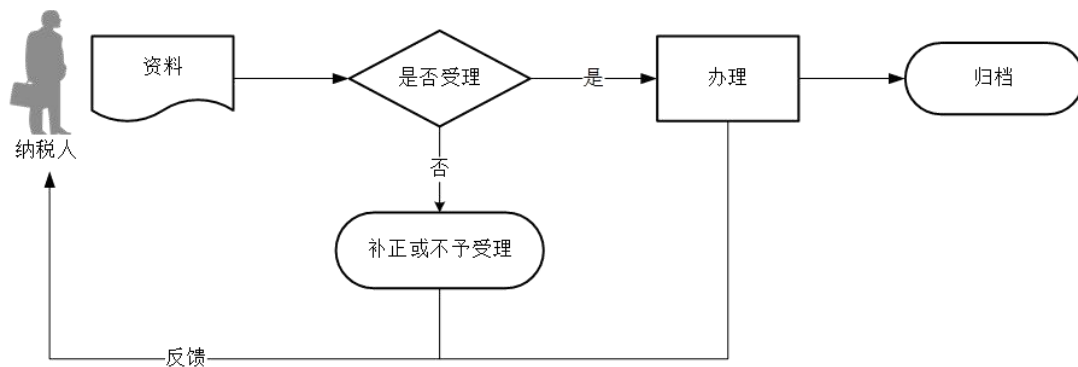 资料
是否受理
是
办理
归档
纳税人
否
补正或不予受理
反馈